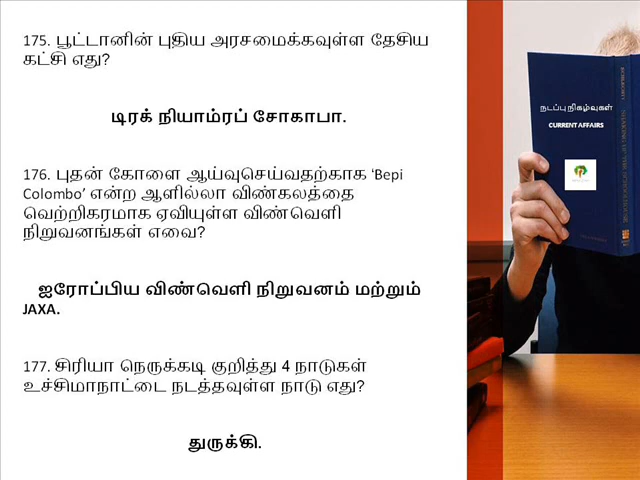 175. பூட்டானின் புதிய அரசமைக்கவுள்ள தேசிய
கட்சி எது?
டிரக் நியாம்ரப் சோகாபா.
176. புதன் கோளை ஆய்வுசெய்வதற்காக ‘Bepi
Colombo’ என்ற ஆளில்லா விண்கலத்தை
வெற்றிகரமாக ஏவியுள்ள விண்வெளி
நிறுவனங்கள் எவை?
ஐரோப்பிய விண்வெளி நிறுவனம் மற்றும்
JAXA.
177. சிரியா நெருக்கடி குறித்து 4 நாடுகள்
உச்சிமாநாட்டை நடத்தவுள்ள நாடு எது?
துருக்கி.
நடப்பு நிகழ்வுகள்
CURRENT AFFAIRS